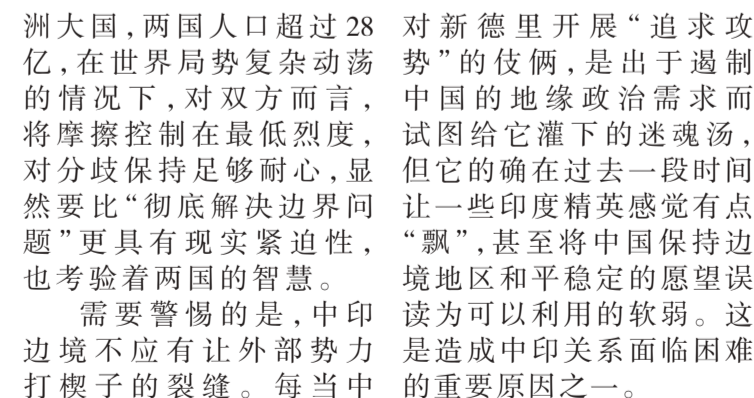 洲大国，两国人口超过28
亿，在世界局势复杂动荡
的情况下，对双方而言，
将摩擦控制在最低烈度，
对分歧保持足够耐心，显
然要比“彻底解决边界问
题”更具有现实紧迫性，
也考验着两国的智慧。
需要警惕的是，中印
边境不应有让外部势力
打楔子的裂缝。每当中
对新德里开展“追求攻
势”的伎俩，是出于遏制
中国的地缘政治需求而
试图给它灌下的迷魂汤，
但它的确在过去一段时间
让一些印度精英感觉有点
“飘”，甚至将中国保持边
境地区和平稳定的愿望误
读为可以利用的软弱。这
是造成中印关系面临困难
的重要原因之一。